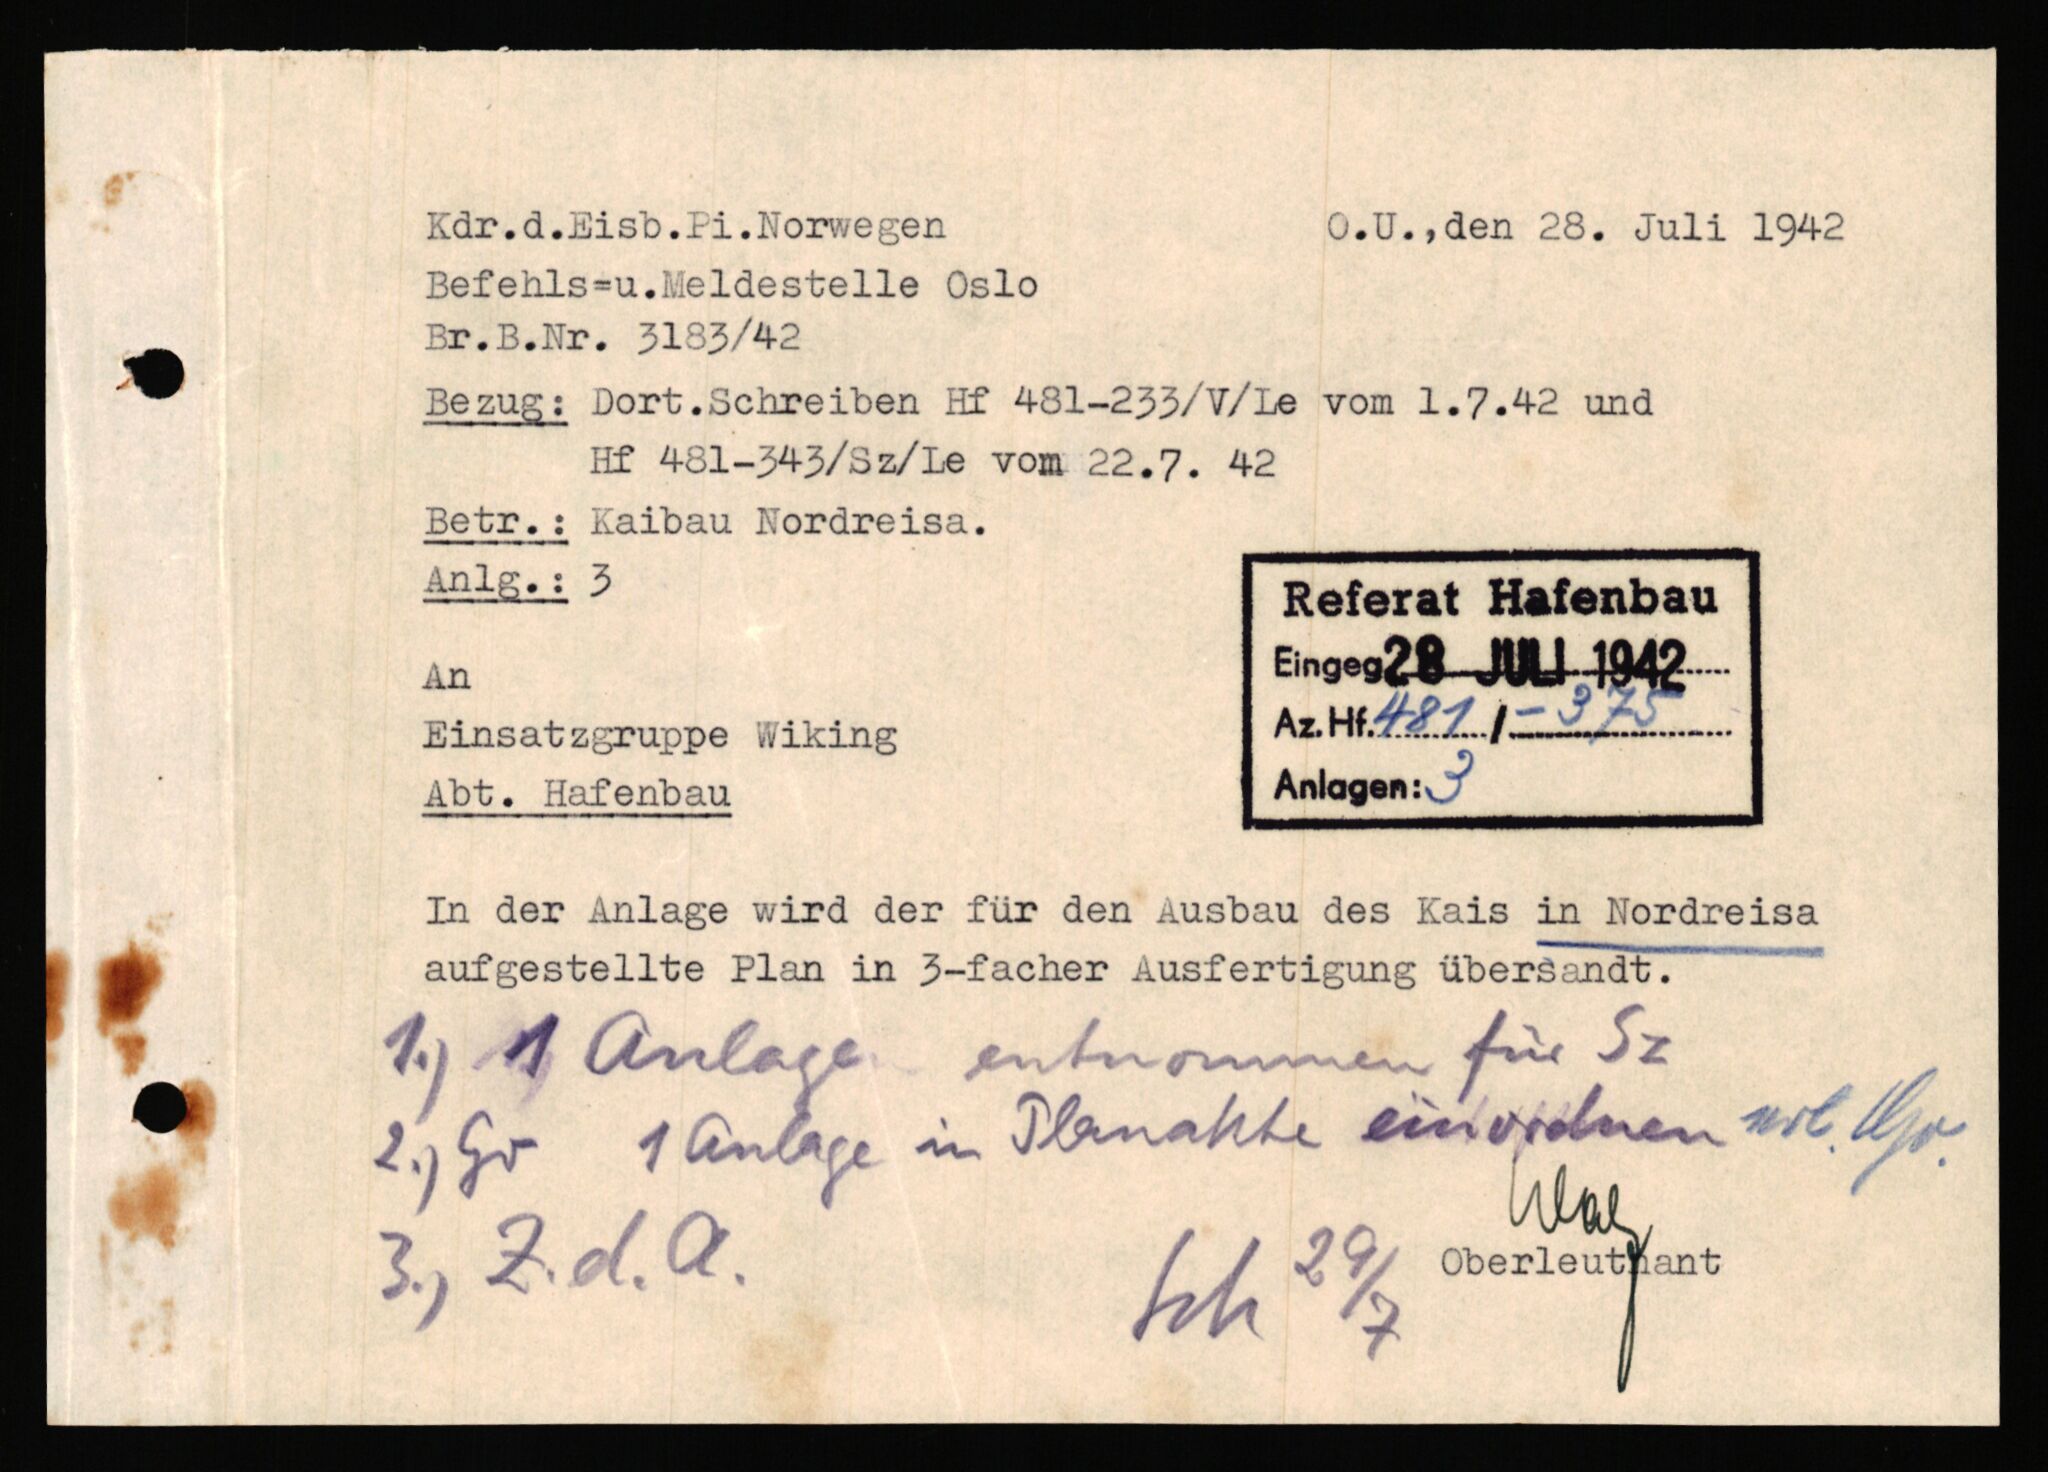 Kdr.d.Eisb.Pi.Norwegen
O.U.,den 28. Juli 1942
Befehls=u.Meldestelle Oslo
Br.B.Nr. 3183/42
Bezug: Dort.Schreiben Hf 481-233/V/Le vom 1.7.42 und
Hf 481-343/Sz/Le vom 22.7. 42
Betr.: Kaibau Nordreisa.
Anlg.: 3
Referat Hafenbau
Eingeg. 28 JULI 1942
Az. Hf. 481 / -375
Anlagen: 3
An
Einsatzgruppe Wiking
Abt. Hafenbau
In der Anlage wird der für den Ausbau des Kais in Nordreisa
aufgestellte Plan in 3-facher Ausfertigung übersandt.
1.) 1 Anlage entnommen für Sz
2.) Gr 1 Anlage in Planakte einordnen
3.) Z.d.A.
Sch 29/7
Oberleutnant